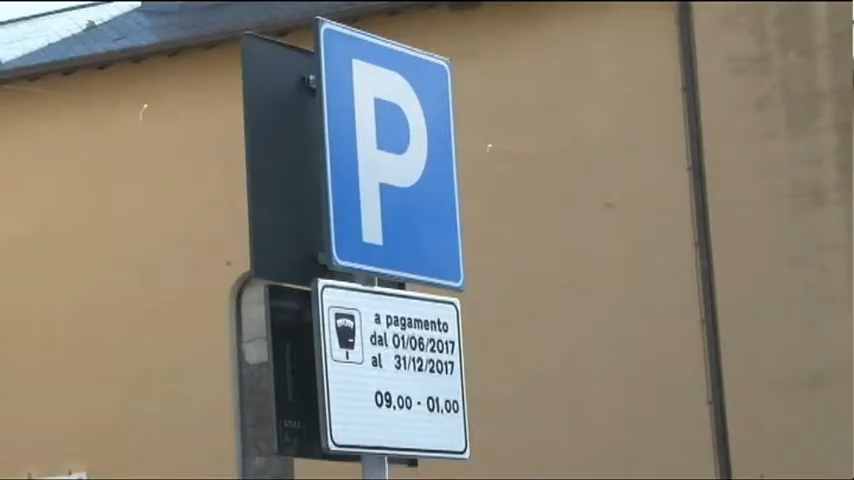 P
a pagamento
dal 01/06/2017
al 31/12/2017
09,00 - 01,00